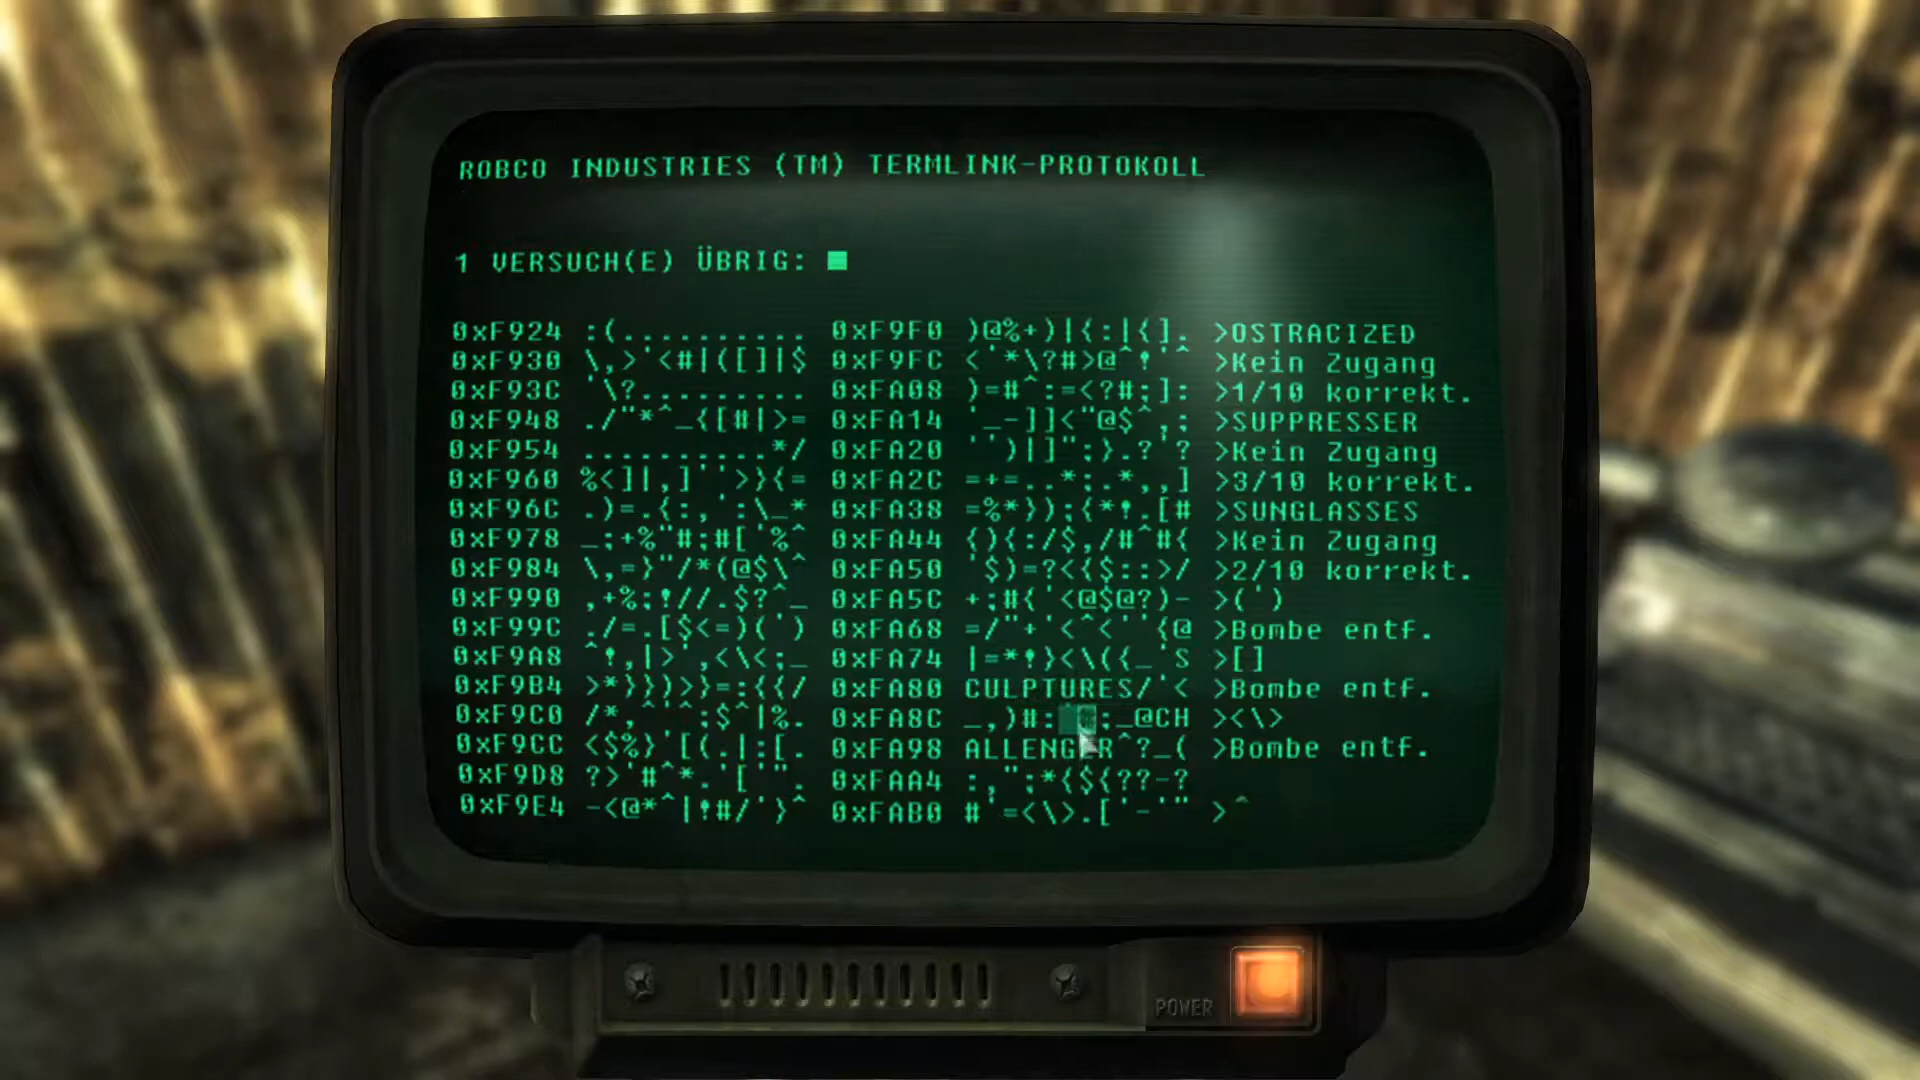 ROBCO INDUSTRIES (TM) TERMLINK-PROTOKOLL
1 VERSUCH(E) ÜBRIG:
0xF924 :(.......... 0xF9F0 )@%+)|{:|{]. >OSTRACIZED
0xF930 \,>'<#|([]|$ 0xF9FC <'*\?#>@^!'^ >Kein Zugang
0xF93C '\?......... 0xFA08 )=#^:=<?#;]: >1/10 korrekt.
0xF948 ./"*^_{[#|>= 0xFA14 '_-]]<"@$^,: >SUPPRESSER
0xF954 ..........*/ 0xFA20 '')|]":}.?'? >Kein Zugang
0xF960 %<]|,]''>}{= 0xFA2C =+=..*:.*,,] >3/10 korrekt.
0xF96C .)=.{:,':\_* 0xFA38 =%*});{*!.[# >SUNGLASSES
0xF978 _;+%"#;#['%^ 0xFA44 {){:/$,/#^#{ >Kein Zugang
0xF984 \,=}"/*(@$\^ 0xFA50 '$)=?<{$::>/ >2/10 korrekt.
0xF990 ,+%;!//.$?^_ 0xFA5C +;#{'<@$@?)- >(')
0xF99C ./=.[$<=)(') 0xFA68 =/"+'<^<''{@ >Bombe entf.
0xF9A8 ^!,|>',<\<;_ 0xFA74 |=*!}<\({_'S >[]
0xF9B4 >*}})>}=:{{/ 0xFA80 CULPTURES/'< >Bombe entf.
0xF9C0 /*,^'^;$^|%. 0xFA8C _,)#: ;_@CH ><\>
0xF9CC <$%}'[(.|:[. 0xFA98 ALLENGER^?_( >Bombe entf.
0xF9D8 ?>'#^*.'['". 0xFAA4 :,";*{${??-?
0xF9E4 -<@*^|!#/'}^ 0xFAB0 #'=<\>.['-'" >^
POWER